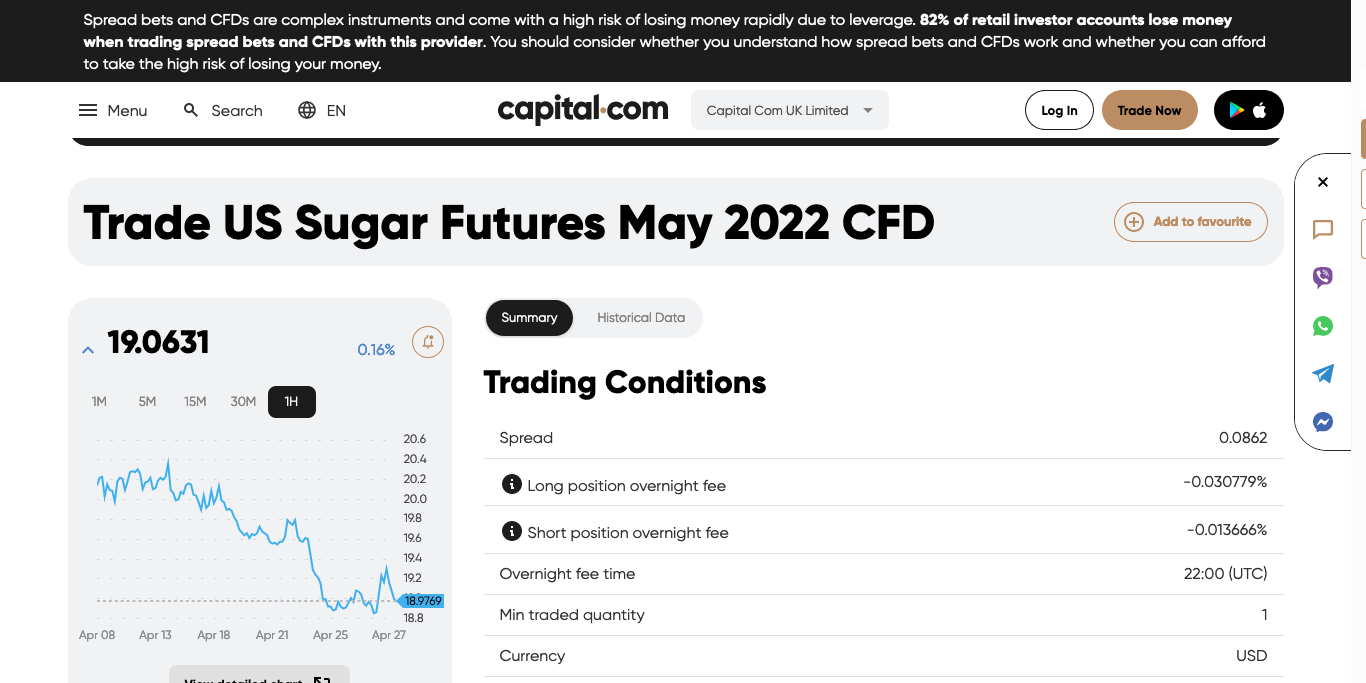 Spread bets and CFDs are complex instruments and come with a high risk of losing money rapidly due to leverage. 82% of retail investor accounts lose money
when trading spread bets and CFDs with this provider. You should consider whether you understand how spread bets and CFDs work and whether you can afford
to take the high risk of losing your money.
Menu Search EN capital.com Capital Com UK Limited Log In Trade Now
Trade US Sugar Futures May 2022 CFD Add to favourite
19.0631 0.16%
1M 5M 15M 30M 1H
20.6
20.4
20.2
20.0
19.8
19.6
19.4
19.2
18.9769
18.8
Apr 08 Apr 13 Apr 18 Apr 21 Apr 25 Apr 27
View detailed chart
Summary Historical Data
Trading Conditions
Spread 0.0862
Long position overnight fee -0.030779%
Short position overnight fee -0.013666%
Overnight fee time 22:00 (UTC)
Min traded quantity 1
Currency USD